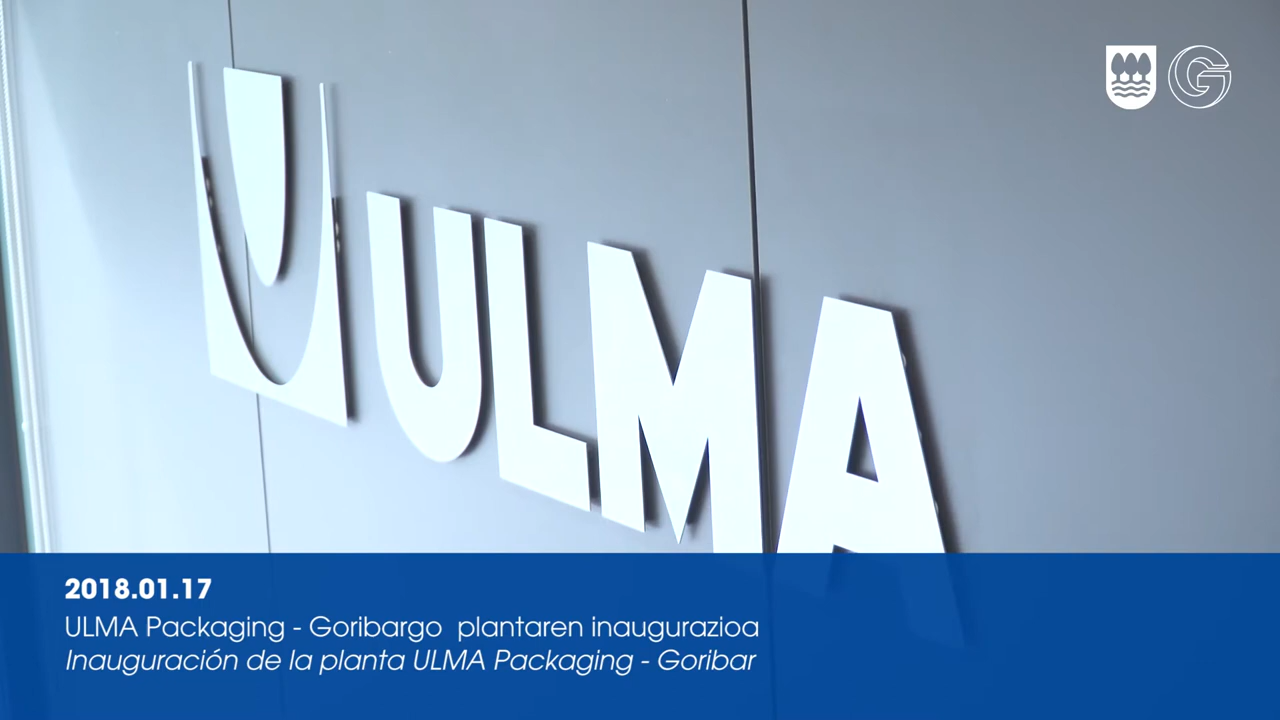 ULMA
2018.01.17
ULMA Packaging - Goribargo plantaren inaugurazioa
Inauguración de la planta ULMA Packaging - Goribar